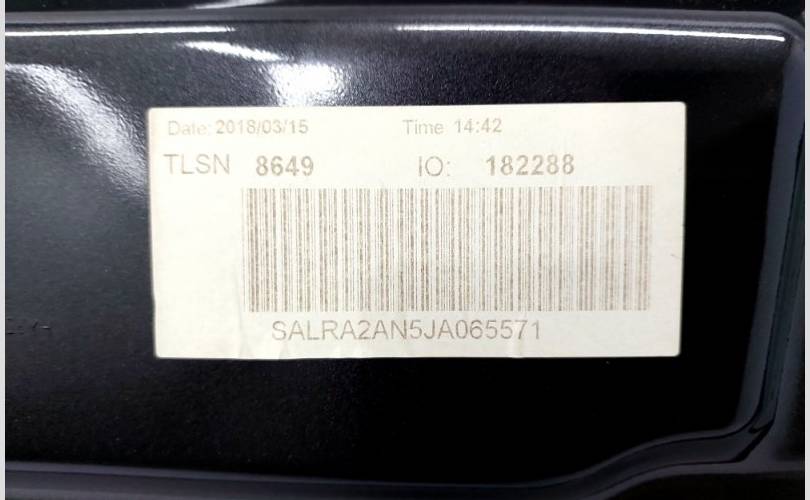 Date: 2018/03/15 Time 14:42
TLSN 8649 IO: 182288
SALRA2AN5JA065571